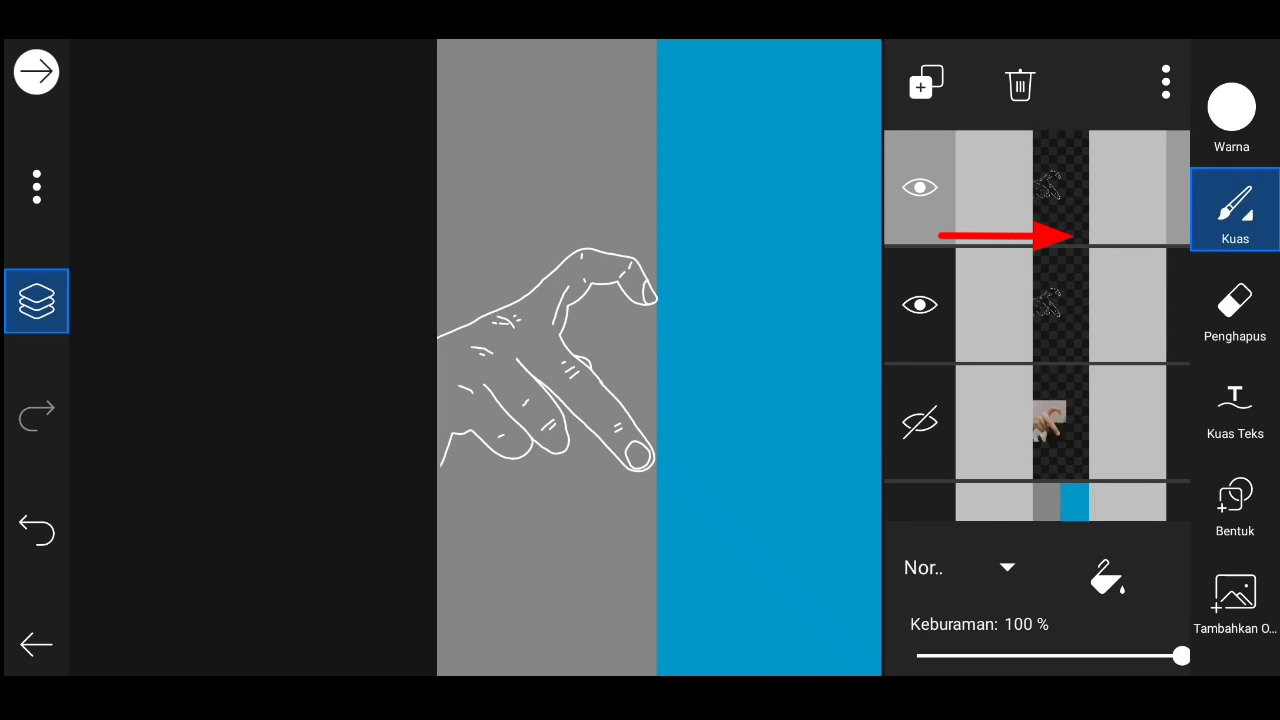 Warna
Kuas
Penghapus
Kuas Teks
Bentuk
Tambahkan O...
Nor..
Keburaman: 100 %